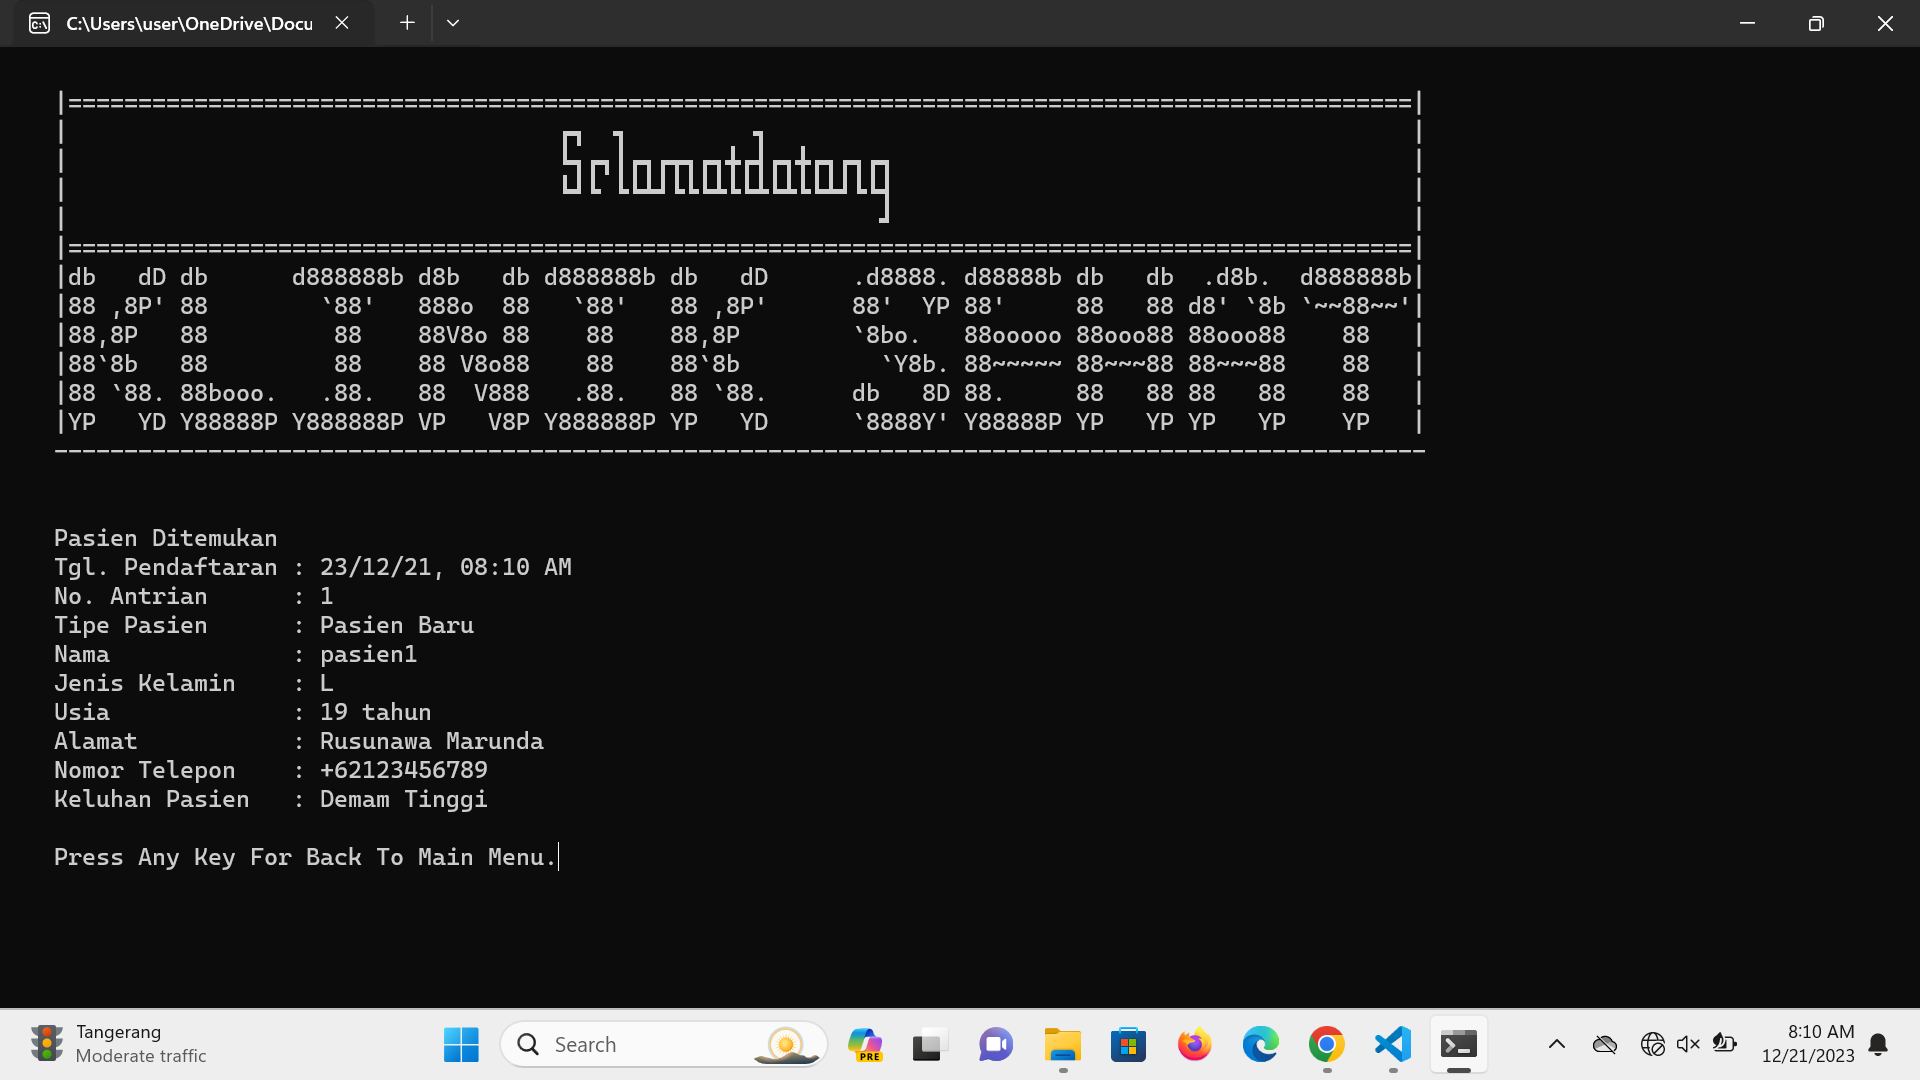 C:\Users\user\OneDrive\Docu
|================================================================================================|
Srlamatdatang
|================================================================================================|
|db   dD db      d888888b d8b   db d888888b db   dD      .d8888. d88888b db   db  .d8b.  d888888b|
|88 ,8P' 88        `88'   888o  88   `88'   88 ,8P'      88'  YP 88'     88   88 d8' `8b `~~88~~'|
|88,8P   88         88    88V8o 88    88    88,8P        `8bo.   88ooooo 88ooo88 88ooo88    88   |
|88`8b   88         88    88 V8o88    88    88`8b          `Y8b. 88~~~~~ 88~~~88 88~~~88    88   |
|88 `88. 88booo.   .88.   88  V888   .88.   88 `88.      db   8D 88.     88   88 88   88    88   |
|YP   YD Y88888P Y888888P VP   V8P Y888888P YP   YD      `8888Y' Y88888P YP   YP YP   YP    YP   |
--------------------------------------------------------------------------------------------------
Pasien Ditemukan
Tgl. Pendaftaran : 23/12/21, 08:10 AM
No. Antrian      : 1
Tipe Pasien      : Pasien Baru
Nama             : pasien1
Jenis Kelamin    : L
Usia             : 19 tahun
Alamat           : Rusunawa Marunda
Nomor Telepon    : +62123456789
Keluhan Pasien   : Demam Tinggi
Press Any Key For Back To Main Menu.
Tangerang
Moderate traffic
Search
PRE
8:10 AM
12/21/2023